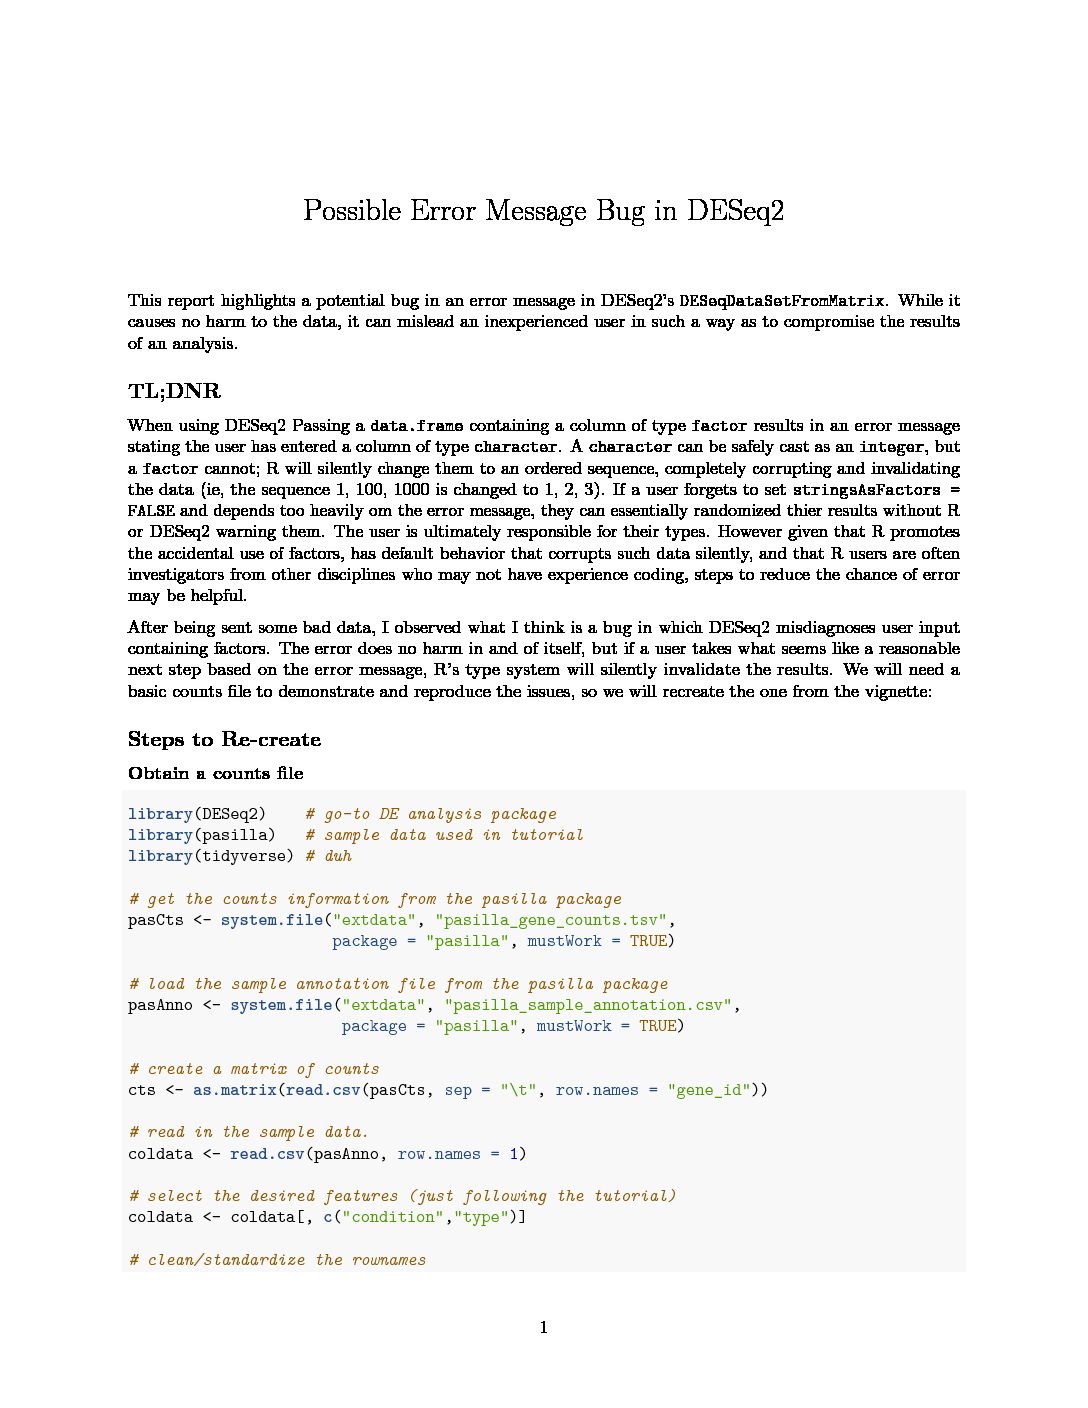 Possible Error Message Bug in DESeq2
This report highlights a potential bug in an error message in DESeq2's DESeqDataSetFromMatrix. While it
causes no harm to the data, it can mislead an inexperienced user in such a way as to compromise the results
of an analysis.
TL;DNR
When using DESeq2 Passing a data.frame containing a column of type factor results in an error message
stating the user has entered a column of type character. A character can be safely cast as an integer, but
a factor cannot; R will silently change them to an ordered sequence, completely corrupting and invalidating
the data (ie, the sequence 1, 100, 1000 is changed to 1, 2, 3). If a user forgets to set stringsAsFactors =
FALSE and depends too heavily om the error message, they can essentially randomized thier results without R
or DESeq2 warning them. The user is ultimately responsible for their types. However given that R promotes
the accidental use of factors, has default behavior that corrupts such data silently, and that R users are often
investigators from other disciplines who may not have experience coding, steps to reduce the chance of error
may be helpful.
After being sent some bad data, I observed what I think is a bug in which DESeq2 misdiagnoses user input
containing factors. The error does no harm in and of itself, but if a user takes what seems like a reasonable
next step based on the error message, R's type system will silently invalidate the results. We will need a
basic counts file to demonstrate and reproduce the issues, so we will recreate the one from the vignette:
Steps to Re-create
Obtain a counts file
library(DESeq2)    # go-to DE analysis package
library(pasilla)   # sample data used in tutorial
library(tidyverse) # duh
# get the counts information from the pasilla package
pasCts <- system.file("extdata", "pasilla_gene_counts.tsv",
                      package = "pasilla", mustWork = TRUE)
# load the sample annotation file from the pasilla package
pasAnno <- system.file("extdata", "pasilla_sample_annotation.csv",
                       package = "pasilla", mustWork = TRUE)
# create a matrix of counts
cts <- as.matrix(read.csv(pasCts, sep = "\t", row.names = "gene_id"))
# read in the sample data.
coldata <- read.csv(pasAnno, row.names = 1)
# select the desired features (just following the tutorial)
coldata <- coldata[, c("condition","type")]
# clean/standardize the rownames
1